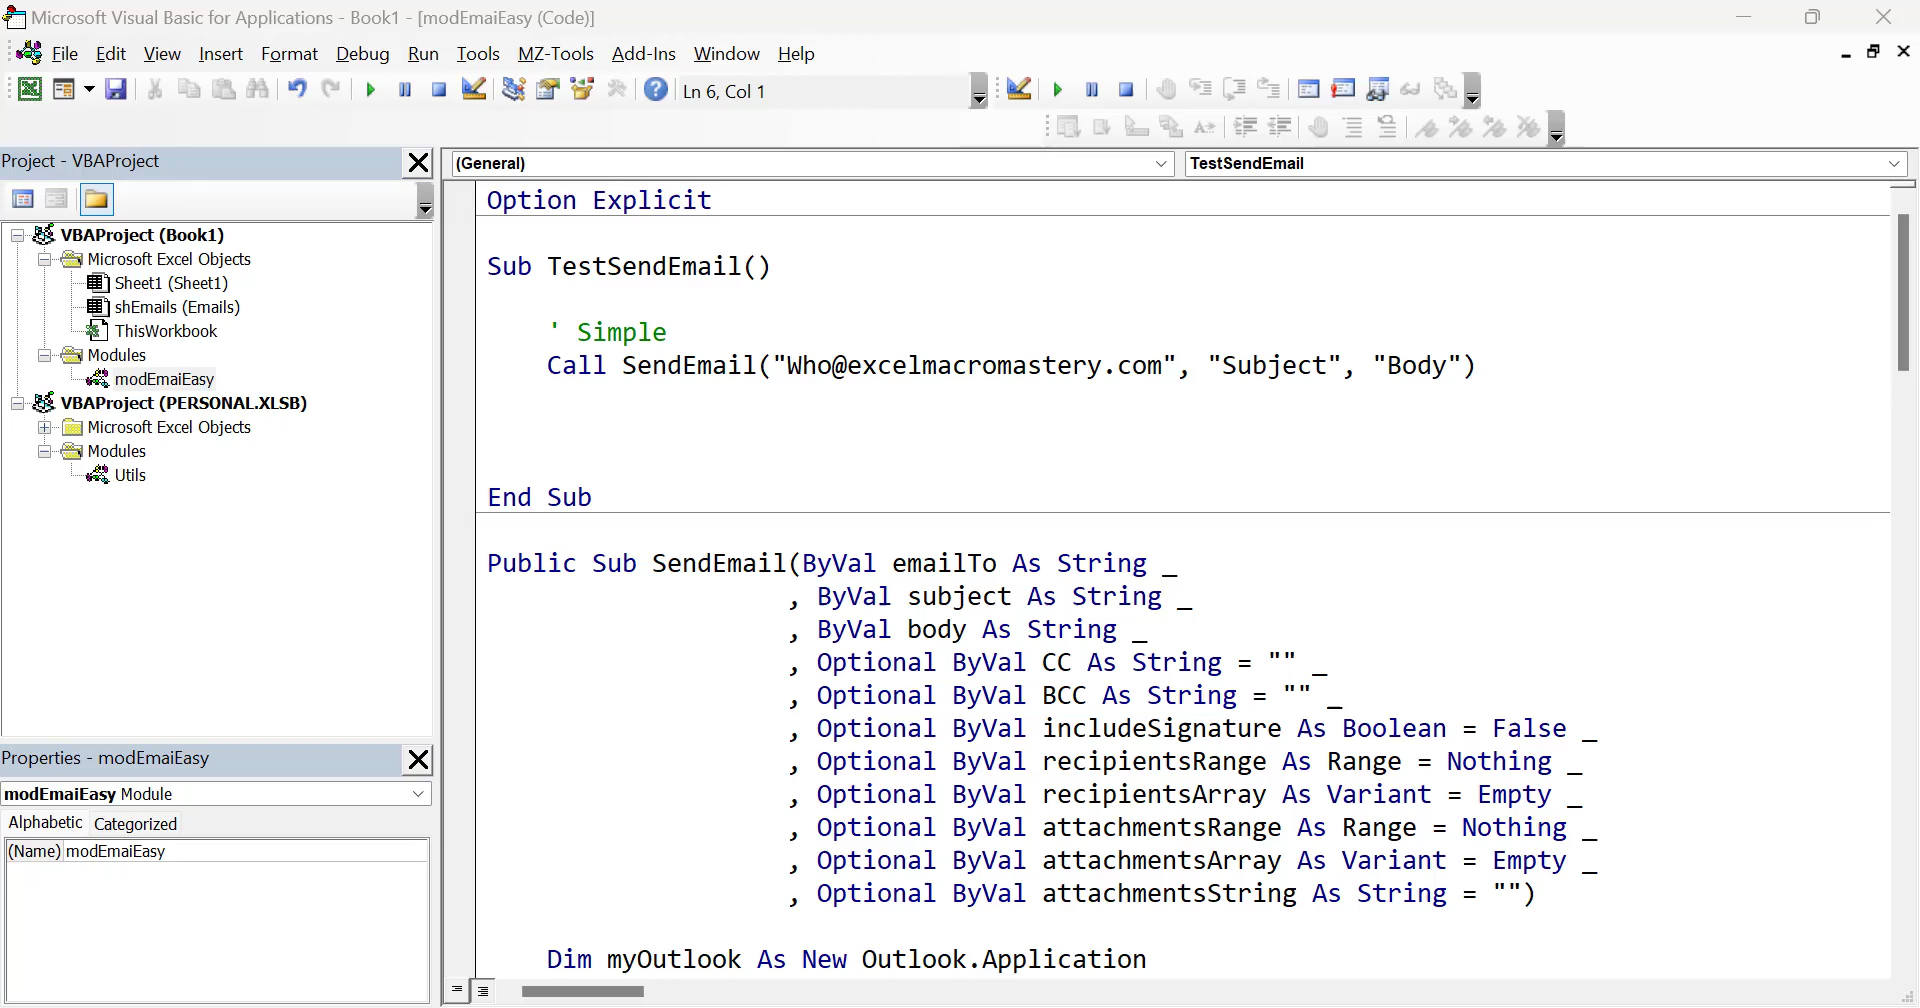 Microsoft Visual Basic for Applications - Book1 - [modEmaiEasy (Code)]
File Edit View Insert Format Debug Run Tools MZ-Tools Add-Ins Window Help
Ln 6, Col 1
Project - VBAProject
(General)
TestSendEmail
VBAProject (Book1)
Microsoft Excel Objects
Sheet1 (Sheet1)
shEmails (Emails)
ThisWorkbook
Modules
modEmaiEasy
VBAProject (PERSONAL.XLSB)
Microsoft Excel Objects
Modules
Utils
Properties - modEmaiEasy
modEmaiEasy Module
Alphabetic Categorized
(Name) modEmaiEasy
Option Explicit
Sub TestSendEmail()
' Simple
Call SendEmail("Who@excelmacromastery.com", "Subject", "Body")
End Sub
Public Sub SendEmail(ByVal emailTo As String _
, ByVal subject As String _
, ByVal body As String _
, Optional ByVal CC As String = "" _
, Optional ByVal BCC As String = "" _
, Optional ByVal includeSignature As Boolean = False _
, Optional ByVal recipientsRange As Range = Nothing _
, Optional ByVal recipientsArray As Variant = Empty _
, Optional ByVal attachmentsRange As Range = Nothing _
, Optional ByVal attachmentsArray As Variant = Empty _
, Optional ByVal attachmentsString As String = "")
Dim myOutlook As New Outlook.Application